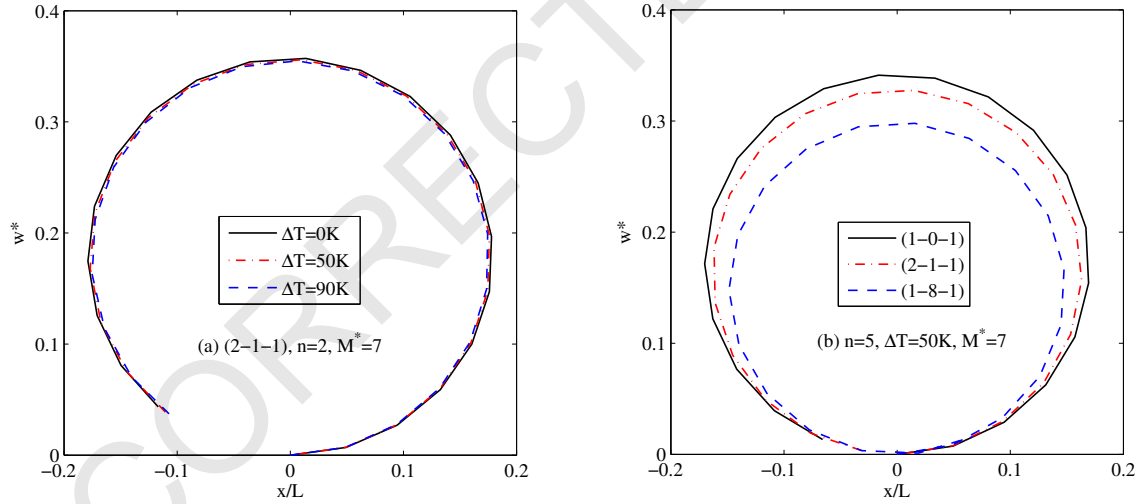 CORRECTE
0.4
0.3
0.2
0.1
0
w*
−0.2
−0.1
0
0.1
0.2
x/L
ΔT=0K
ΔT=50K
ΔT=90K
(a) (2−1−1), n=2, M*=7
0.4
0.3
0.2
0.1
0
w*
−0.2
−0.1
0
0.1
0.2
x/L
(1−0−1)
(2−1−1)
(1−8−1)
(b) n=5, ΔT=50K, M*=7